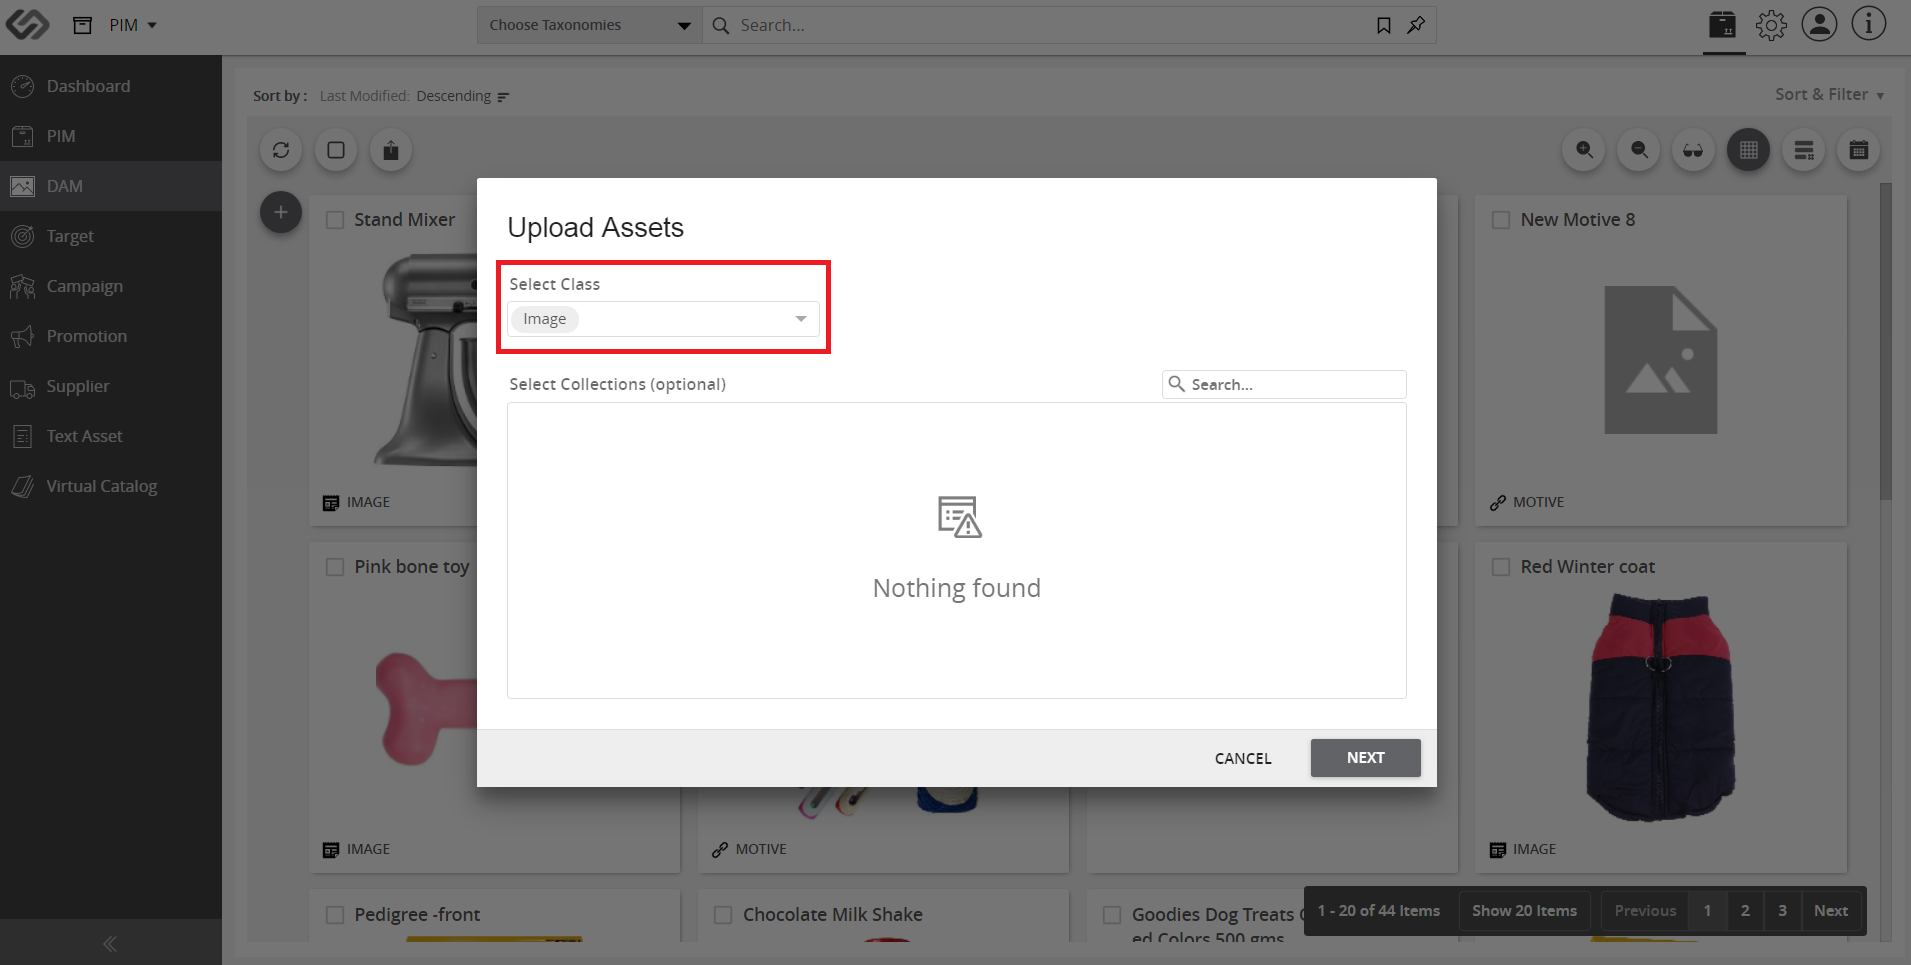 PIM
Choose Taxonomies
Search...
Dashboard
PIM
DAM
Target
Campaign
Promotion
Supplier
Text Asset
Virtual Catalog
Sort by : Last Modified: Descending
Sort & Filter
Stand Mixer
IMAGE
New Motive 8
MOTIVE
Upload Assets
Select Class
Image
Select Collections (optional)
Search...
Nothing found
CANCEL
NEXT
Pink bone toy
IMAGE
MOTIVE
Red Winter coat
IMAGE
Pedigree -front
Chocolate Milk Shake
Goodies Dog Treats
ed Colors 500 gms
1 - 20 of 44 Items
Show 20 Items
Previous
1
2
3
Next